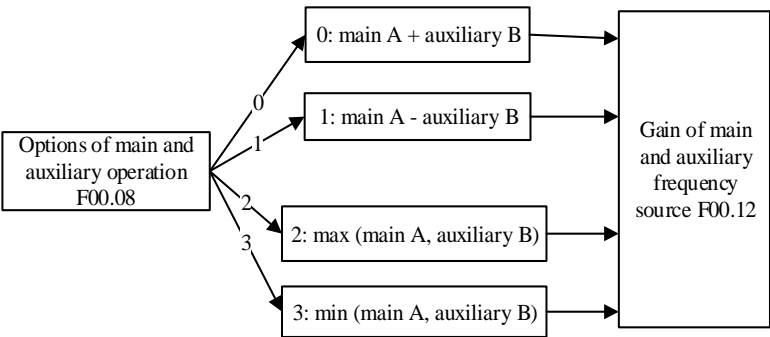 0: main A + auxiliary B
0
1: main A - auxiliary B
1
Options of main and
auxiliary operation
F00.08
Gain of main
and auxiliary
frequency
source F00.12
2
2: max (main A, auxiliary B)
3
3: min (main A, auxiliary B)